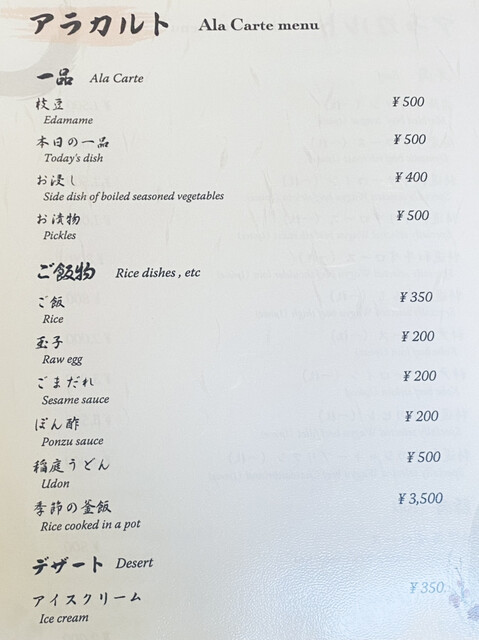 アラカルト Ala Carte menu
一品 Ala Carte
枝豆 ¥500
Edamame
本日の一品 ¥500
Today's dish
お浸し ¥400
Side dish of boiled seasoned vegetables
お漬物 ¥500
Pickles
ご飯物 Rice dishes , etc
ご飯 ¥350
Rice
玉子 ¥200
Raw egg
ごまだれ ¥200
Sesame sauce
ぽん酢 ¥200
Ponzu sauce
稲庭うどん ¥500
Udon
季節の釜飯 ¥3,500
Rice cooked in a pot
デザート Desert
アイスクリーム ¥350
Ice cream